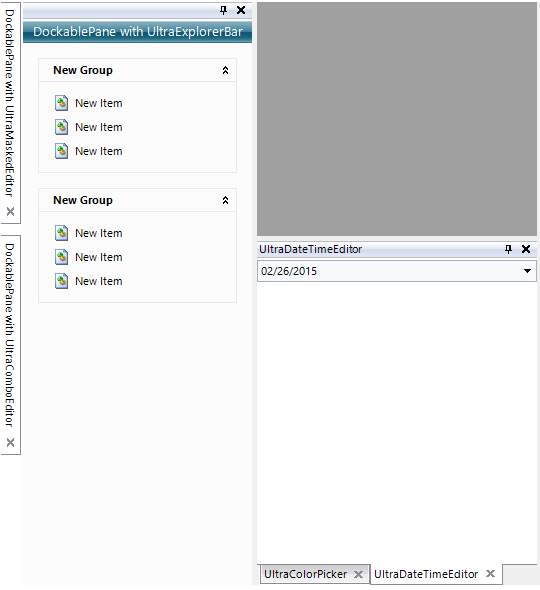 DockablePane with UltraMaskedEditor
DockablePane with UltraComboEditor
DockablePane with UltraExplorerBar
New Group
New Item
New Item
New Item
New Group
New Item
New Item
New Item
UltraDateTimeEditor
02/26/2015
UltraColorPicker
UltraDateTimeEditor